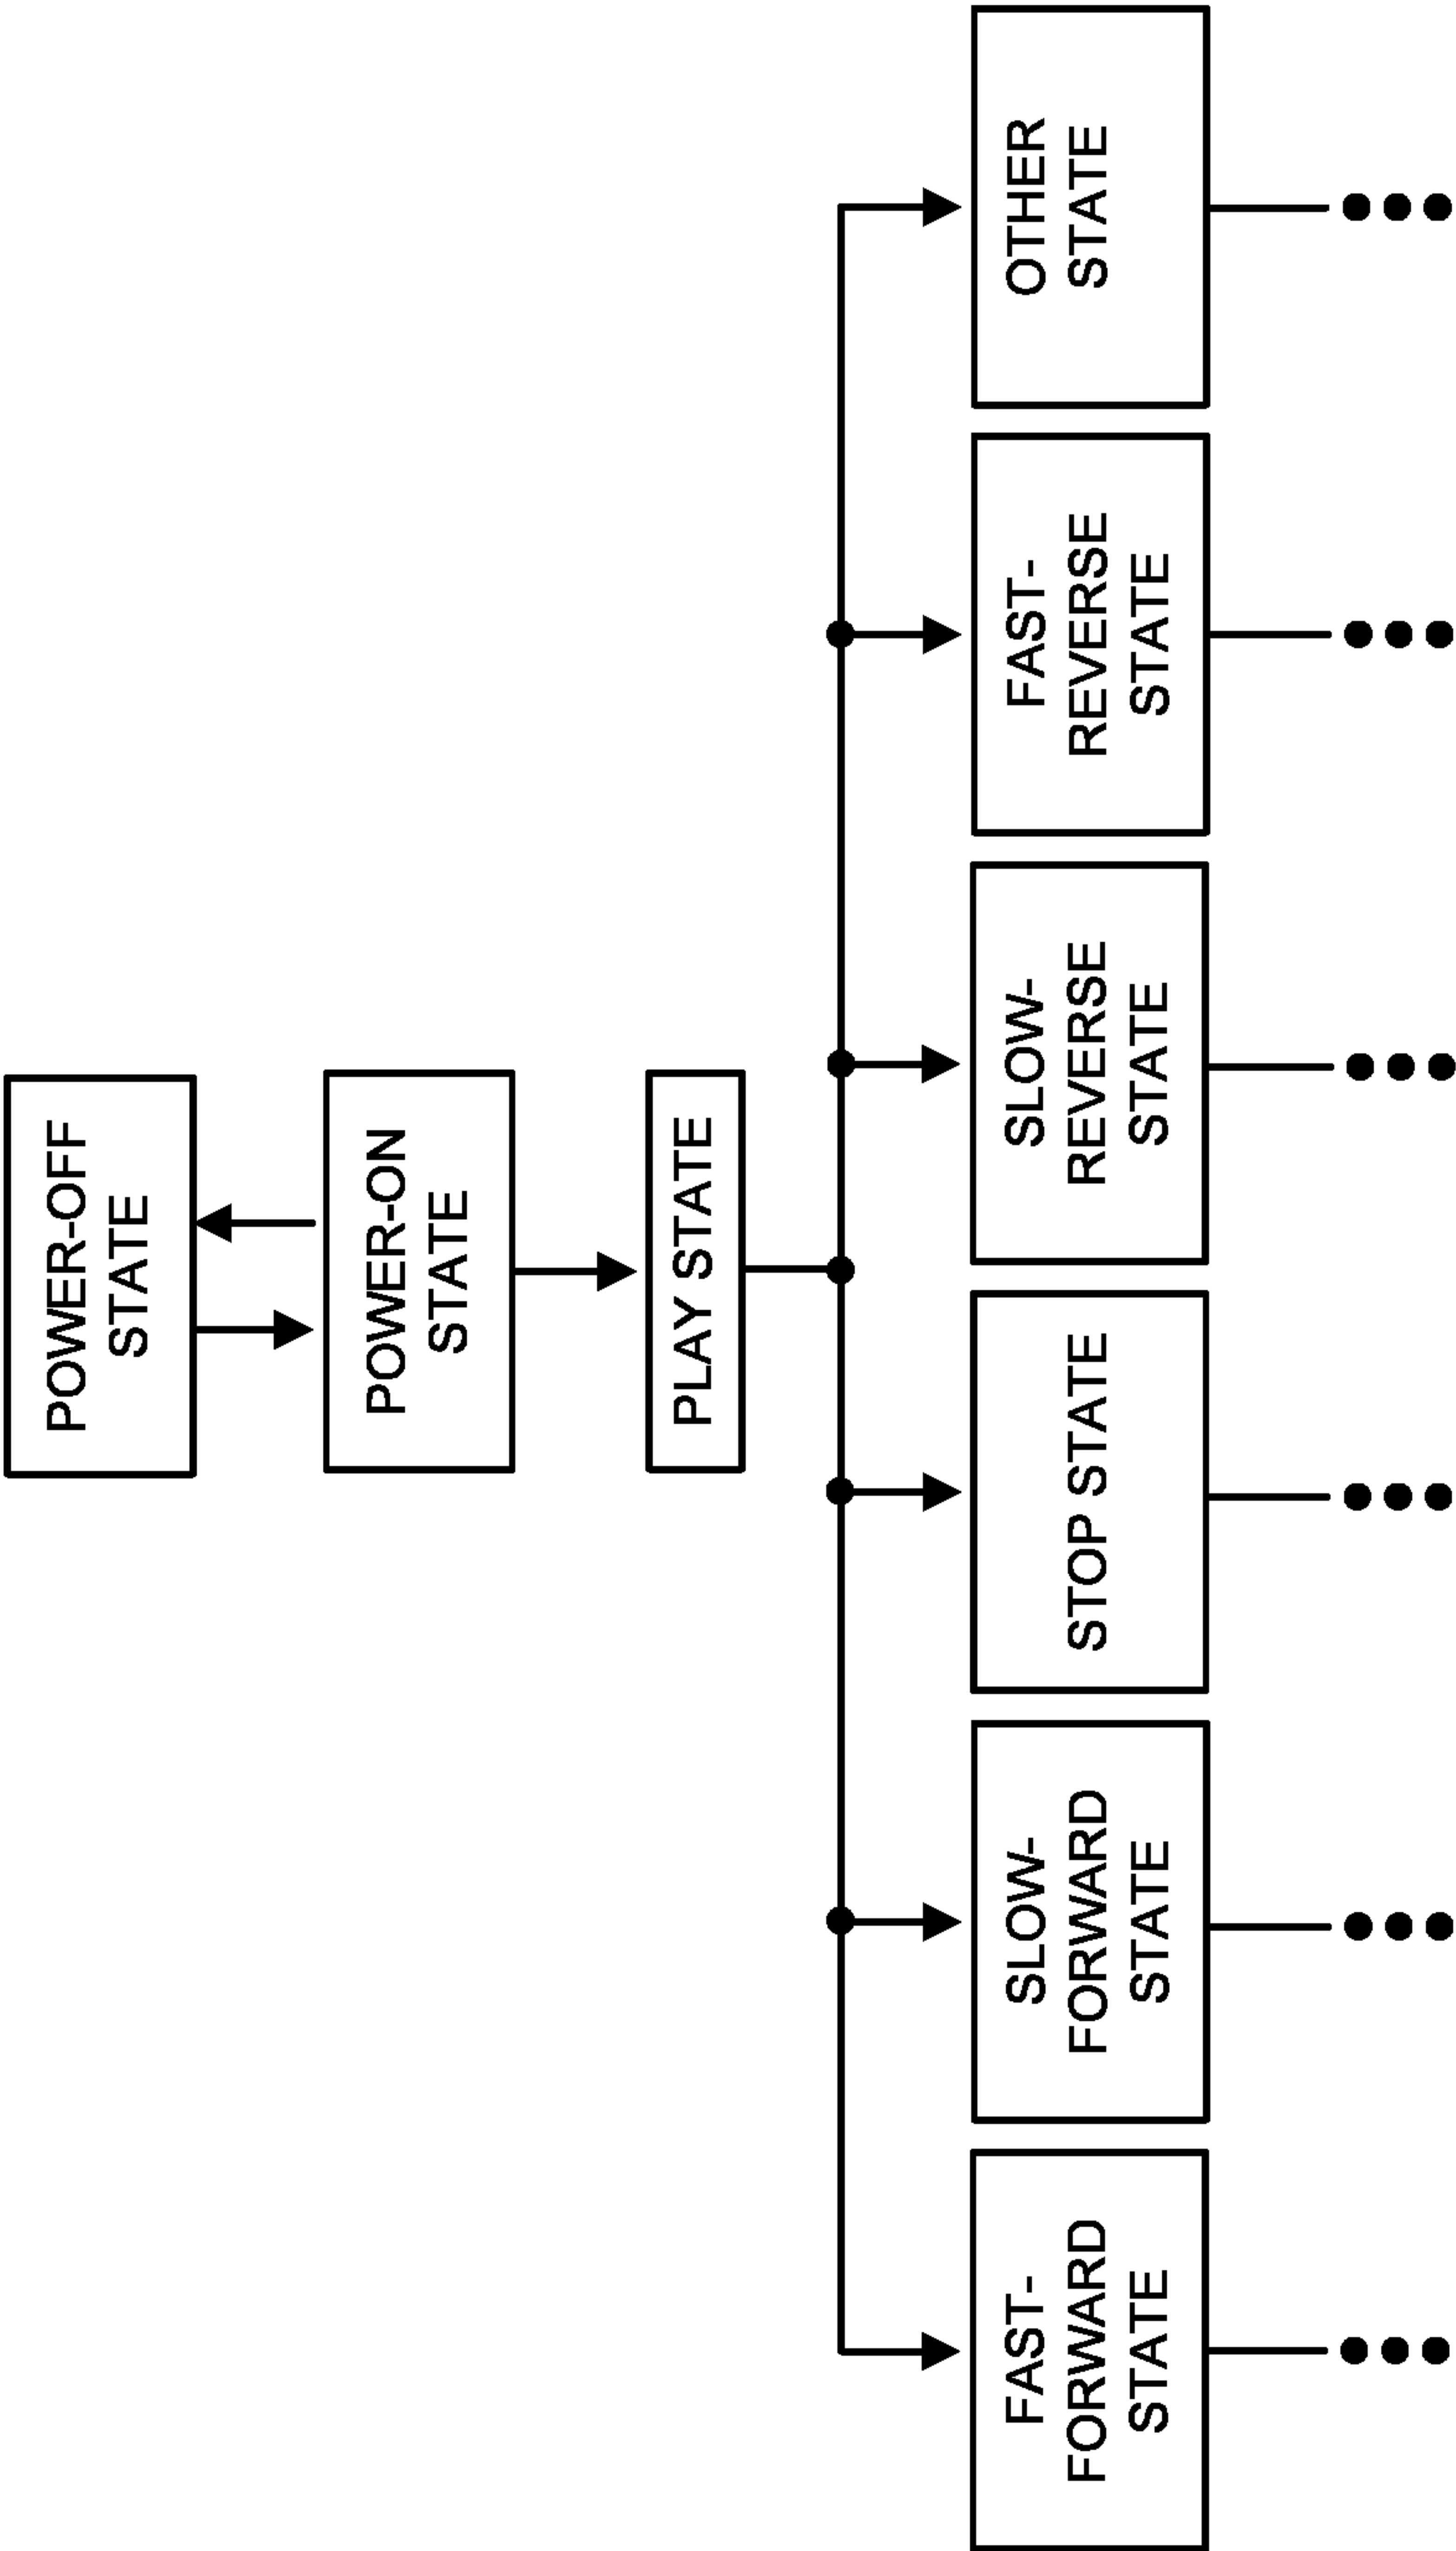 POWER-OFF
STATE
POWER-ON
STATE
PLAY STATE
FAST-
FORWARD
STATE
SLOW-
FORWARD
STATE
STOP STATE
SLOW-
REVERSE
STATE
FAST-
REVERSE
STATE
OTHER
STATE